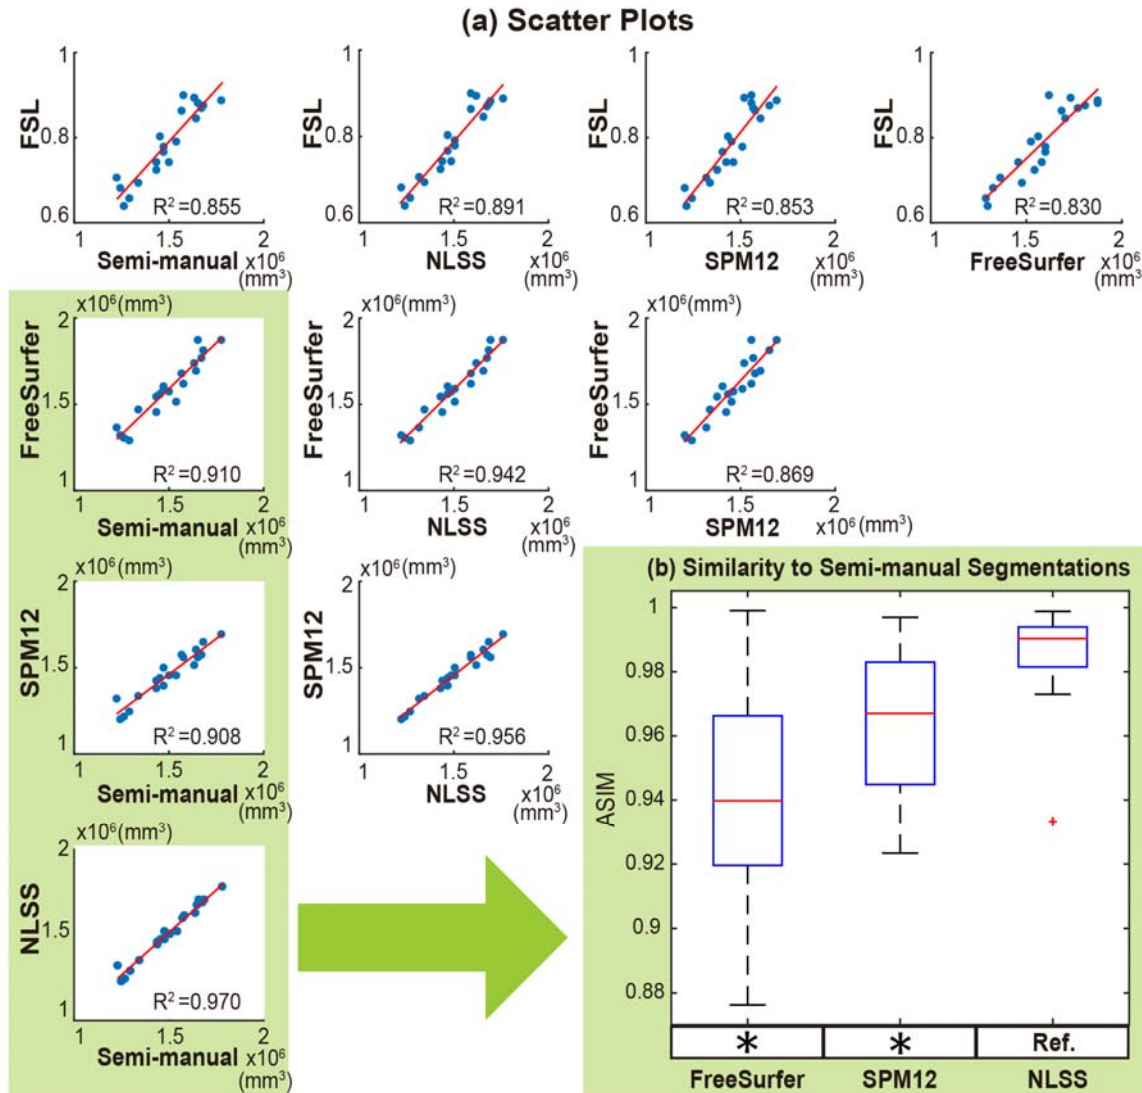 (a) Scatter Plots
1
0.8
0.6
FSL
R²=0.855
1
1.5
2
Semi-manual
x10⁶
(mm³)
1
0.8
0.6
FSL
R²=0.891
1
1.5
2
NLSS
x10⁶
(mm³)
1
0.8
0.6
FSL
R²=0.853
1
1.5
2
SPM12
x10⁶
(mm³)
1
0.8
0.6
FSL
R²=0.830
1
1.5
2
FreeSurfer
x10⁶
(mm³)
x10⁶(mm³)
2
1.5
1
FreeSurfer
R²=0.910
1
1.5
2
Semi-manual
x10⁶
(mm³)
x10⁶(mm³)
2
1.5
1
FreeSurfer
R²=0.942
1
1.5
2
NLSS
x10⁶
(mm³)
x10⁶(mm³)
2
1.5
1
FreeSurfer
R²=0.869
1
1.5
2
SPM12
x10⁶(mm³)
x10⁶(mm³)
2
1.5
1
SPM12
R²=0.908
1
1.5
2
Semi-manual
x10⁶
(mm³)
x10⁶(mm³)
2
1.5
1
SPM12
R²=0.956
1
1.5
2
NLSS
x10⁶
(mm³)
x10⁶(mm³)
2
1.5
1
NLSS
R²=0.970
1
1.5
2
Semi-manual
x10⁶
(mm³)
(b) Similarity to Semi-manual Segmentations
1
0.98
0.96
0.94
0.92
0.9
0.88
ASIM
* * Ref.
FreeSurfer SPM12 NLSS